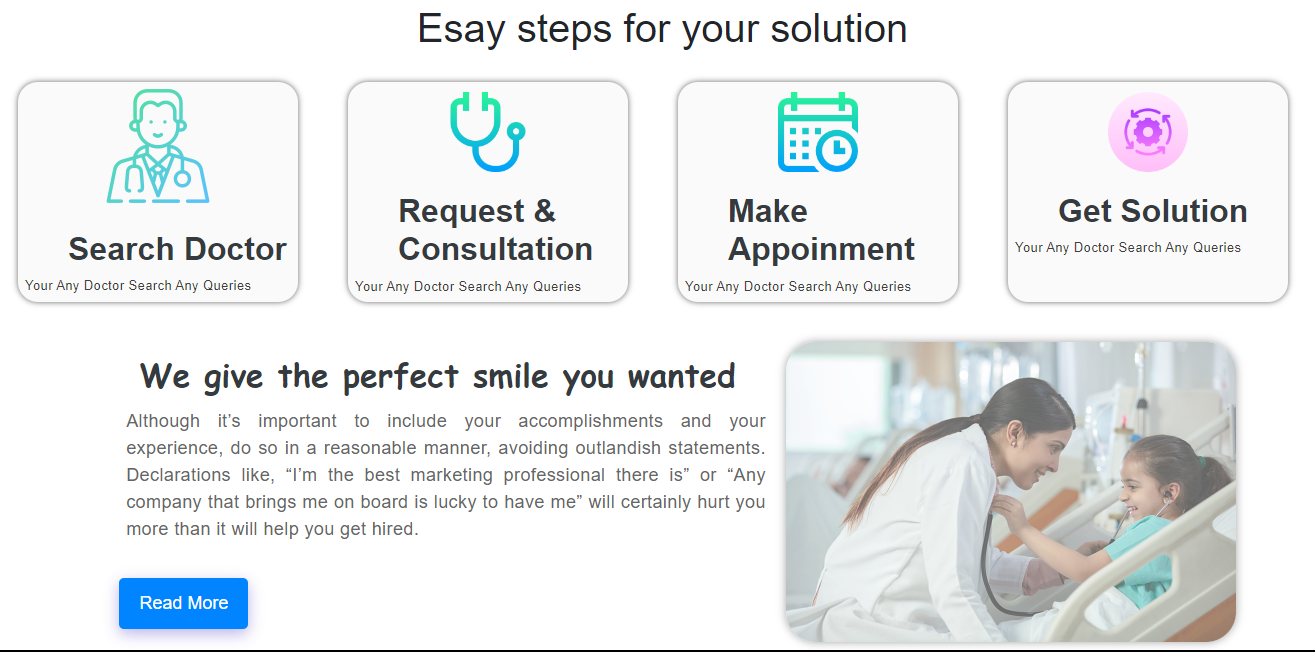 Esay steps for your solution
Search Doctor
Your Any Doctor Search Any Queries
Request &
Consultation
Your Any Doctor Search Any Queries
Make
Appoinment
Your Any Doctor Search Any Queries
Get Solution
Your Any Doctor Search Any Queries
We give the perfect smile you wanted
Although it’s important to include your accomplishments and your
experience, do so in a reasonable manner, avoiding outlandish statements.
Declarations like, “I’m the best marketing professional there is” or “Any
company that brings me on board is lucky to have me” will certainly hurt you
more than it will help you get hired.
Read More